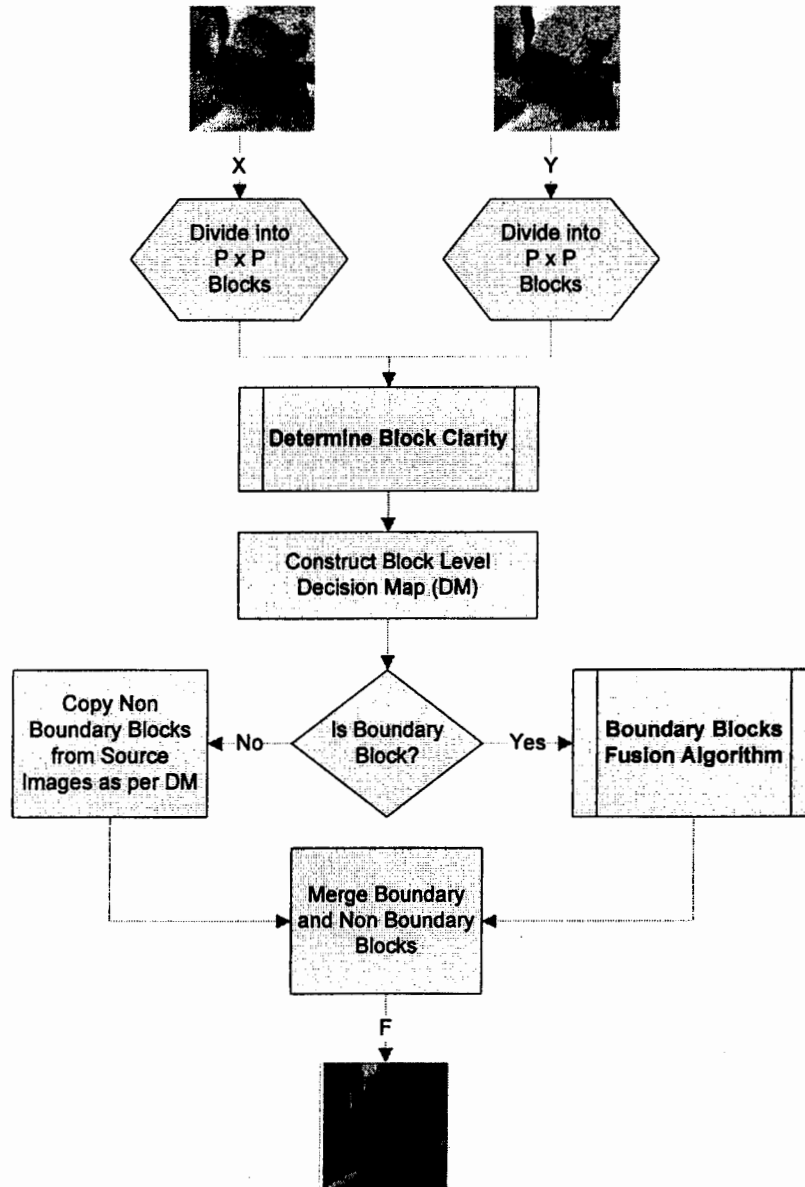 X
Y
Divide into
P x P
Blocks
Divide into
P x P
Blocks
Determine Block Clarity
Construct Block Level
Decision Map (DM)
Copy Non
Boundary Blocks
from Source
Images as per DM
No
Is Boundary
Block?
Yes
Boundary Blocks
Fusion Algorithm
Merge Boundary
and Non Boundary
Blocks
F